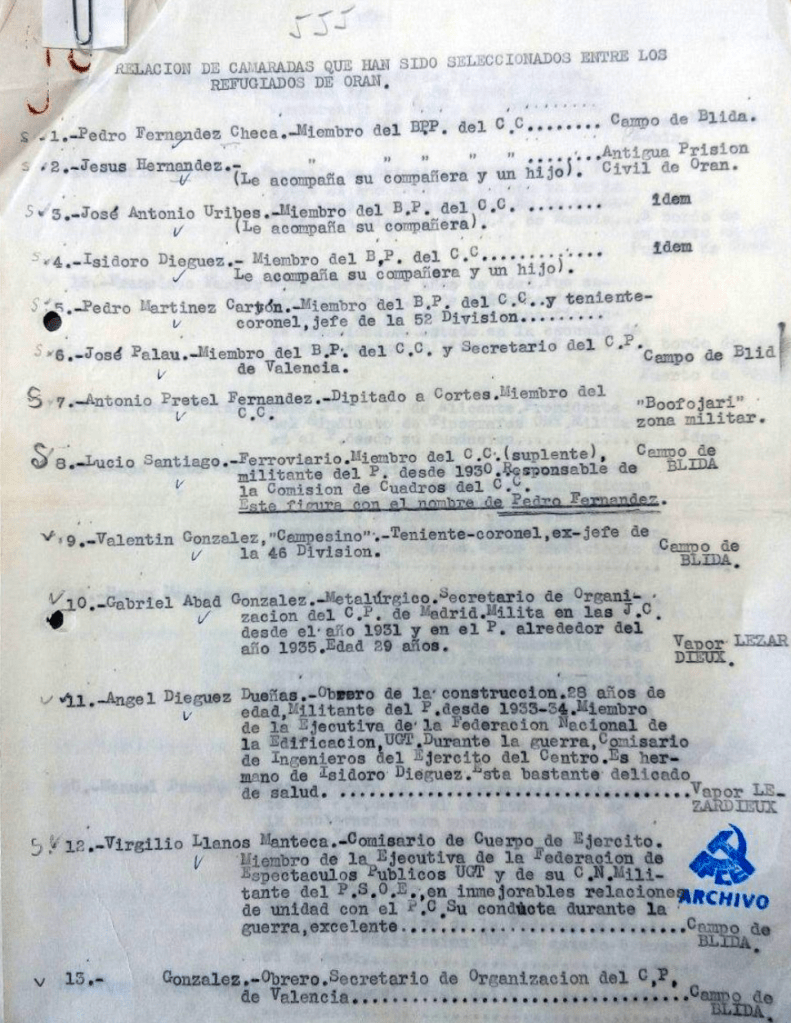 555
RELACION DE CAMARADAS QUE HAN SIDO SELECCIONADOS ENTRE LOS
REFUGIADOS DE ORAN.
S 1.-Pedro Fernandez Checa.-Miembro del BPP. del C.C........ Campo de Blida.
S 2.-Jesus Hernandez.- " " " " " .........Antigua Prision
(Le acompaña su compañera y un hijo). Civil de Oran.
S 3.-José Antonio Uribes.-Miembro del B.P. del C.C. ......... idem
(Le acompaña su compañera).
S 4.-Isidoro Dieguez.- Miembro del B.P. del C.C............. idem
Le acompaña su compañera y un hijo).
S 5.-Pedro Martinez Cartón.-Miembro del B.P. del C.C..y teniente-
coronel, jefe de la 52 Division.........
S 6.-José Palau.-Miembro del B.P. del C.C. y Secretario del C.P. Campo de Blid
de Valencia.
S 7.-Antonio Pretel Fernandez.-Dipitado a Cortes.Miembro del
C.C. "Boofojari"
zona militar.
S 8.-Lucio Santiago.-Ferroviario.Miembro del C.C.(suplente), Campo de
militante del P. desde 1930.Responsable de BLIDA
la Comision de Cuadros del C.C.
Este figura con el nombre de Pedro Fernandez.
9.-Valentin Gonzalez,"Campesino".-Teniente-coronel,ex-jefe de
la 46 Division. Campo de
BLIDA.
10.-Gabriel Abad Gonzalez.-Metalúrgico.Secretario de Organi-
zacion del C.P. de Madrid.Milita en las J.C.
desde el año 1931 y en el P. alrededor del
año 1935.Edad 29 años. Vapor LEZAR
DIEUX.
11.-Angel Dieguez Dueñas.-Obrero de la construccion.28 años de
edad,Militante del P.desde 1933-34.Miembro
de la Ejecutiva de la Federacion Nacional de
la Edificacion,UGT.Durante la guerra,Comisario
de Ingenieros del Ejercito del Centro.Es her-
mano de Isidoro Dieguez.Esta bastante delicado
de salud...................................Vapor LE-
ZARDIEUX
S 12.-Virgilio Llanos Manteca.-Comisario de Cuerpo de Ejercito.
Miembro de la Ejecutiva de la Federacion de
Espectaculos Publicos UGT y de su C.N.Mili-
tante del P.S.O.E.,en inmejorables relaciones
de unidad con el P.C.Su conducta durante la
guerra,excelente.............................Campo de
BLIDA.
PCE
ARCHIVO
13.- Gonzalez.-Obrero.Secretario de Organizacion del C,P,
de Valencia..................................Campo de
BLIDA.